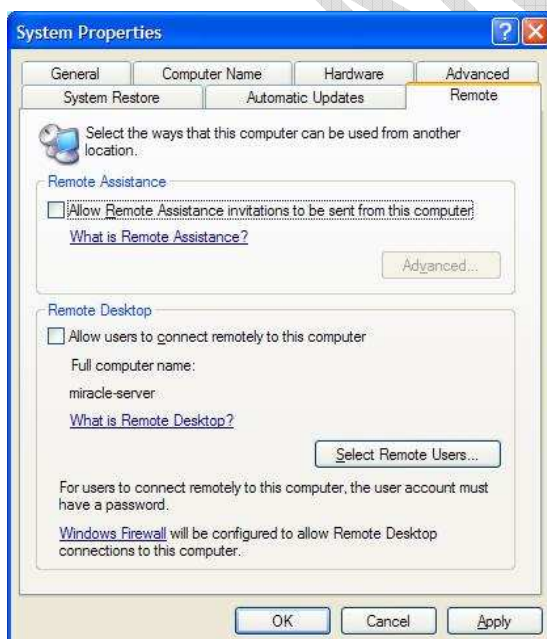 System Properties
General Computer Name Hardware Advanced
System Restore Automatic Updates Remote
Select the ways that this computer can be used from another
location.
Remote Assistance
Allow Remote Assistance invitations to be sent from this computer
What is Remote Assistance?
Advanced...
Remote Desktop
Allow users to connect remotely to this computer
Full computer name:
miracle-server
What is Remote Desktop?
Select Remote Users...
For users to connect remotely to this computer, the user account must
have a password.
Windows Firewall will be configured to allow Remote Desktop
connections to this computer.
OK Cancel Apply